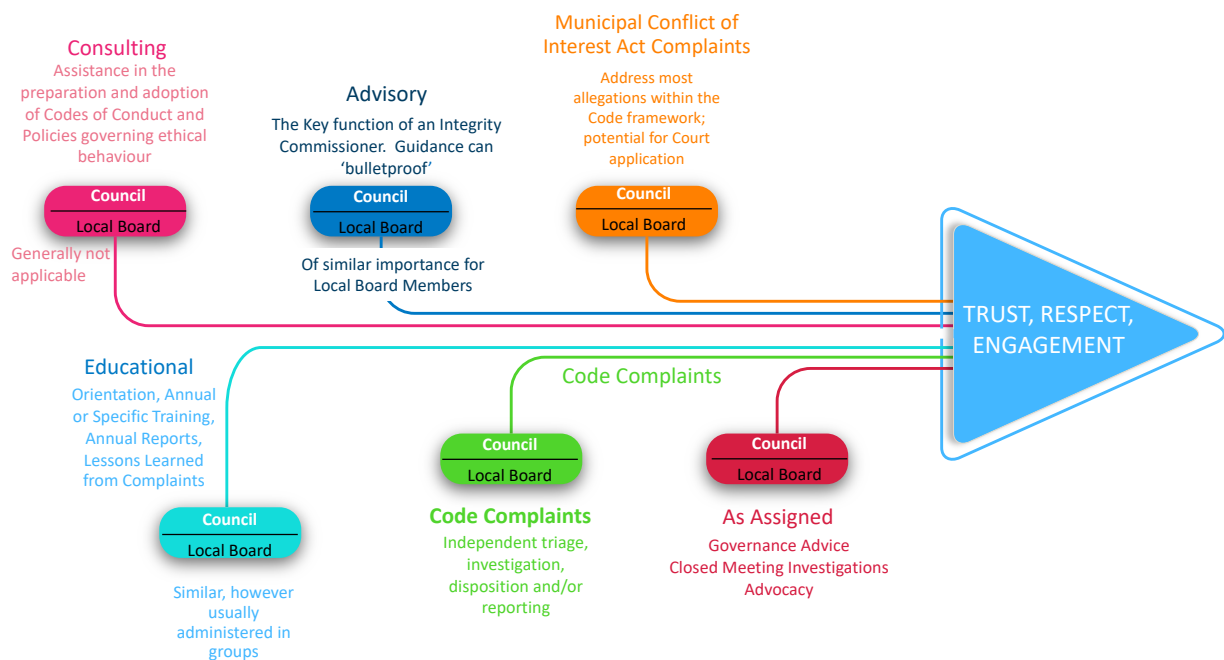 Consulting
Assistance in the
preparation and adoption
of Codes of Conduct and
Policies governing ethical
behaviour
Council
Local Board
Generally not
applicable
Advisory
The Key function of an Integrity
Commissioner.  Guidance can
‘bulletproof’
Council
Local Board
Of similar importance for
Local Board Members
Municipal Conflict of
Interest Act Complaints
Address most
allegations within the
Code framework;
potential for Court
application
Council
Local Board
TRUST, RESPECT,
ENGAGEMENT
Educational
Orientation, Annual
or Specific Training,
Annual Reports,
Lessons Learned
from Complaints
Council
Local Board
Similar, however
usually
administered in
groups
Code Complaints
Council
Local Board
Code Complaints
Independent triage,
investigation,
disposition and/or
reporting
Council
Local Board
As Assigned
Governance Advice
Closed Meeting Investigations
Advocacy